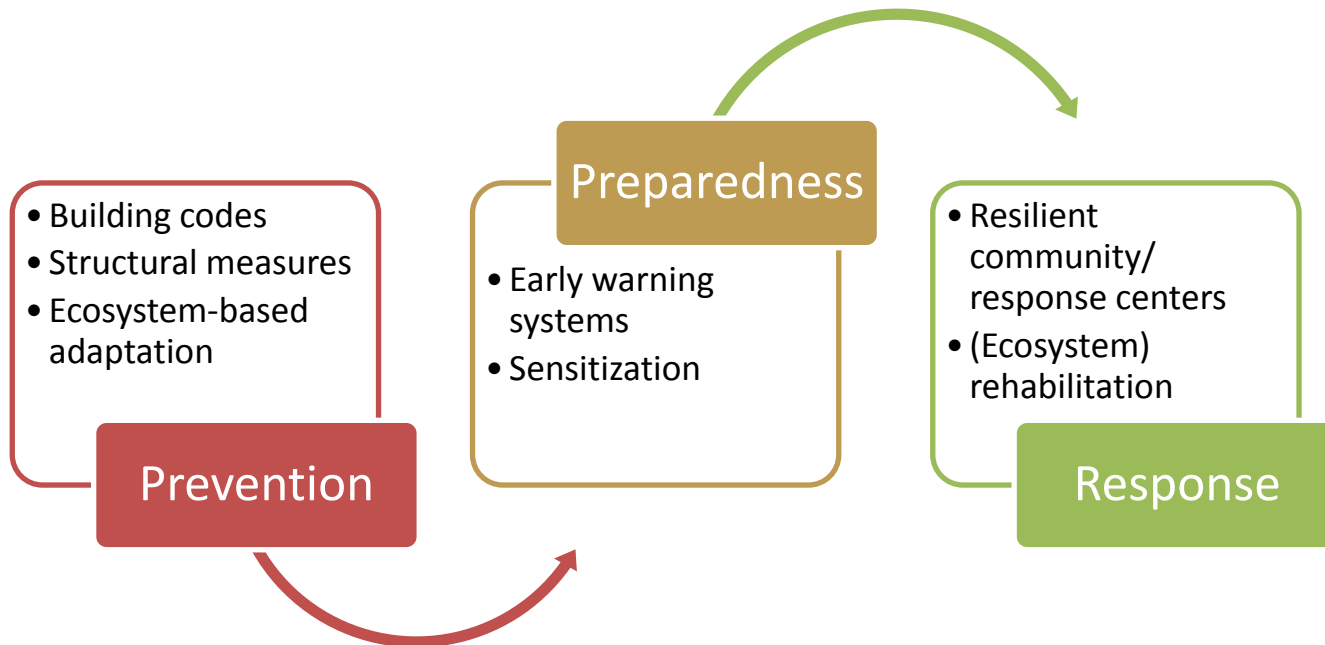 • Building codes
• Structural measures
• Ecosystem-based
adaptation
Prevention
Preparedness
• Early warning
systems
• Sensitization
• Resilient
community/
response centers
• (Ecosystem)
rehabilitation
Response